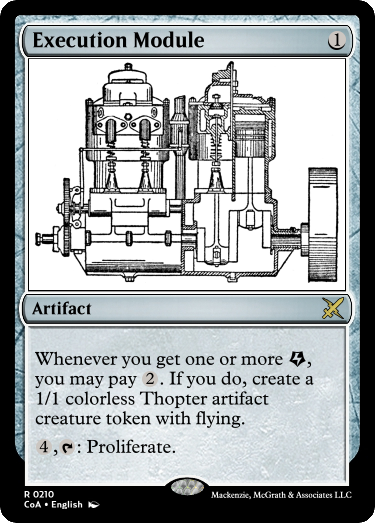 Execution Module
1
Artifact
Whenever you get one or more ,
you may pay 2. If you do, create a
1/1 colorless Thopter artifact
creature token with flying.
4, : Proliferate.
R 0210
CoA • English
Mackenzie, McGrath & Associates LLC